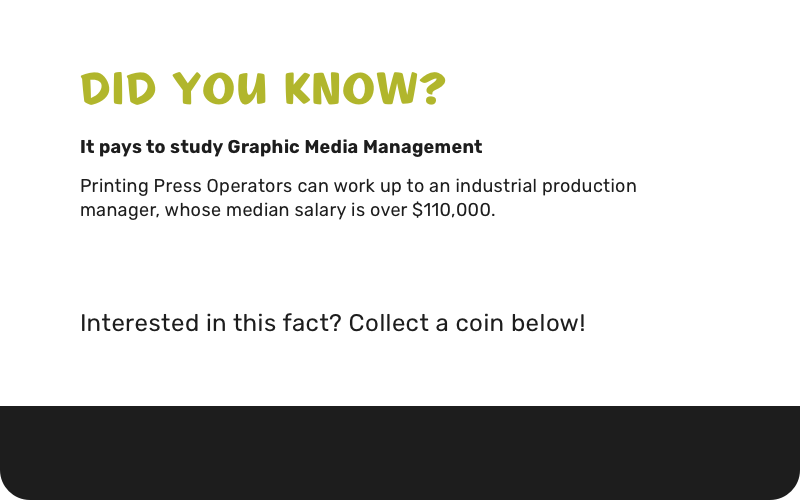 DID YOU KNOW?
It pays to study Graphic Media Management
Printing Press Operators can work up to an industrial production
manager, whose median salary is over $110,000.
Interested in this fact? Collect a coin below!